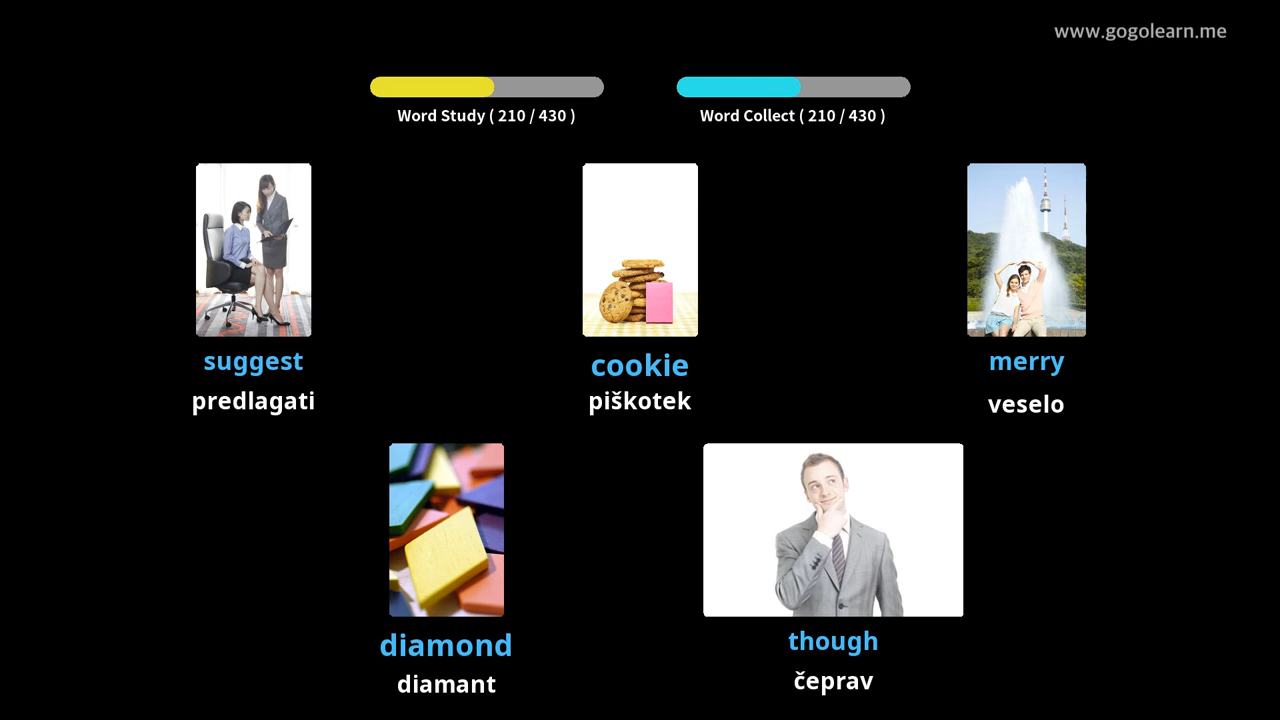 www.gogolearn.me
Word Study ( 210 / 430 )
Word Collect ( 210 / 430 )
suggest
predlagati
cookie
piškotek
merry
veselo
diamond
diamant
though
čeprav